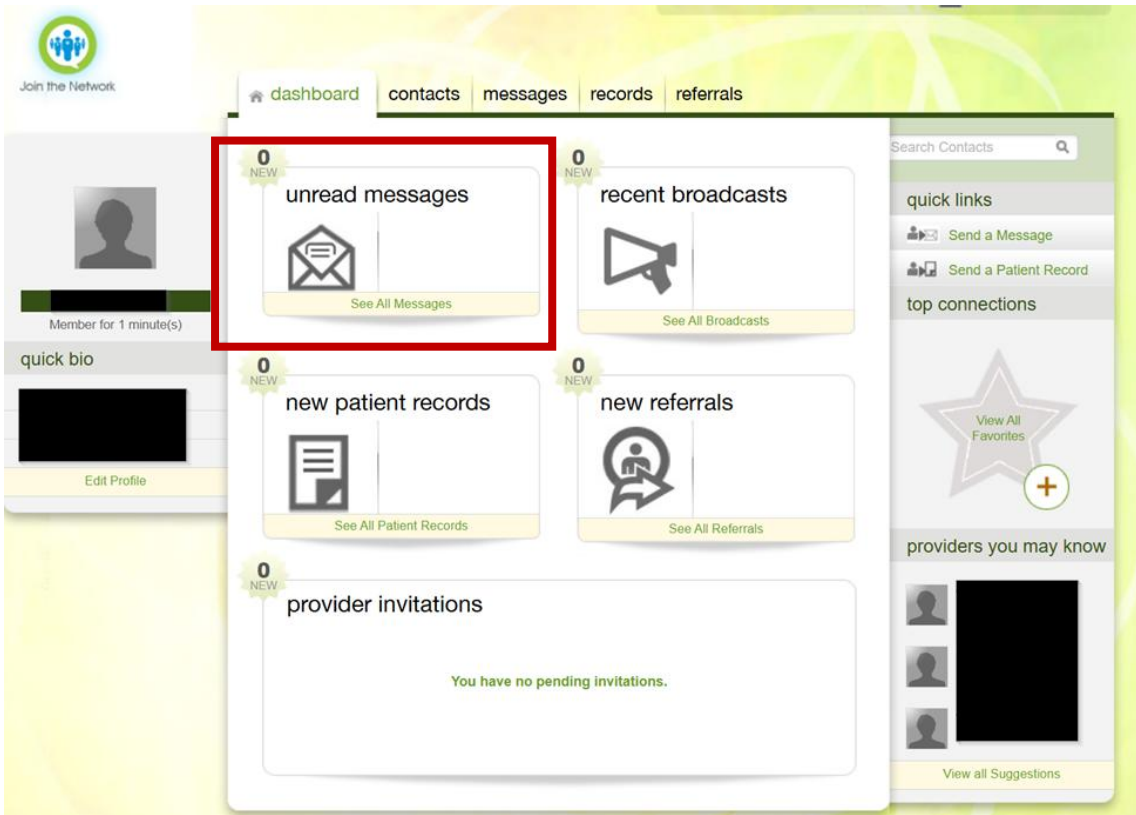 Join the Network
dashboard
contacts
messages
records
referrals
Member for 1 minute(s)
quick bio
Edit Profile
0
NEW
unread messages
See All Messages
0
NEW
recent broadcasts
See All Broadcasts
0
NEW
new patient records
See All Patient Records
0
NEW
new referrals
See All Referrals
0
NEW
provider invitations
You have no pending invitations.
Search Contacts
quick links
Send a Message
Send a Patient Record
top connections
View All
Favorites
+
providers you may know
View all Suggestions